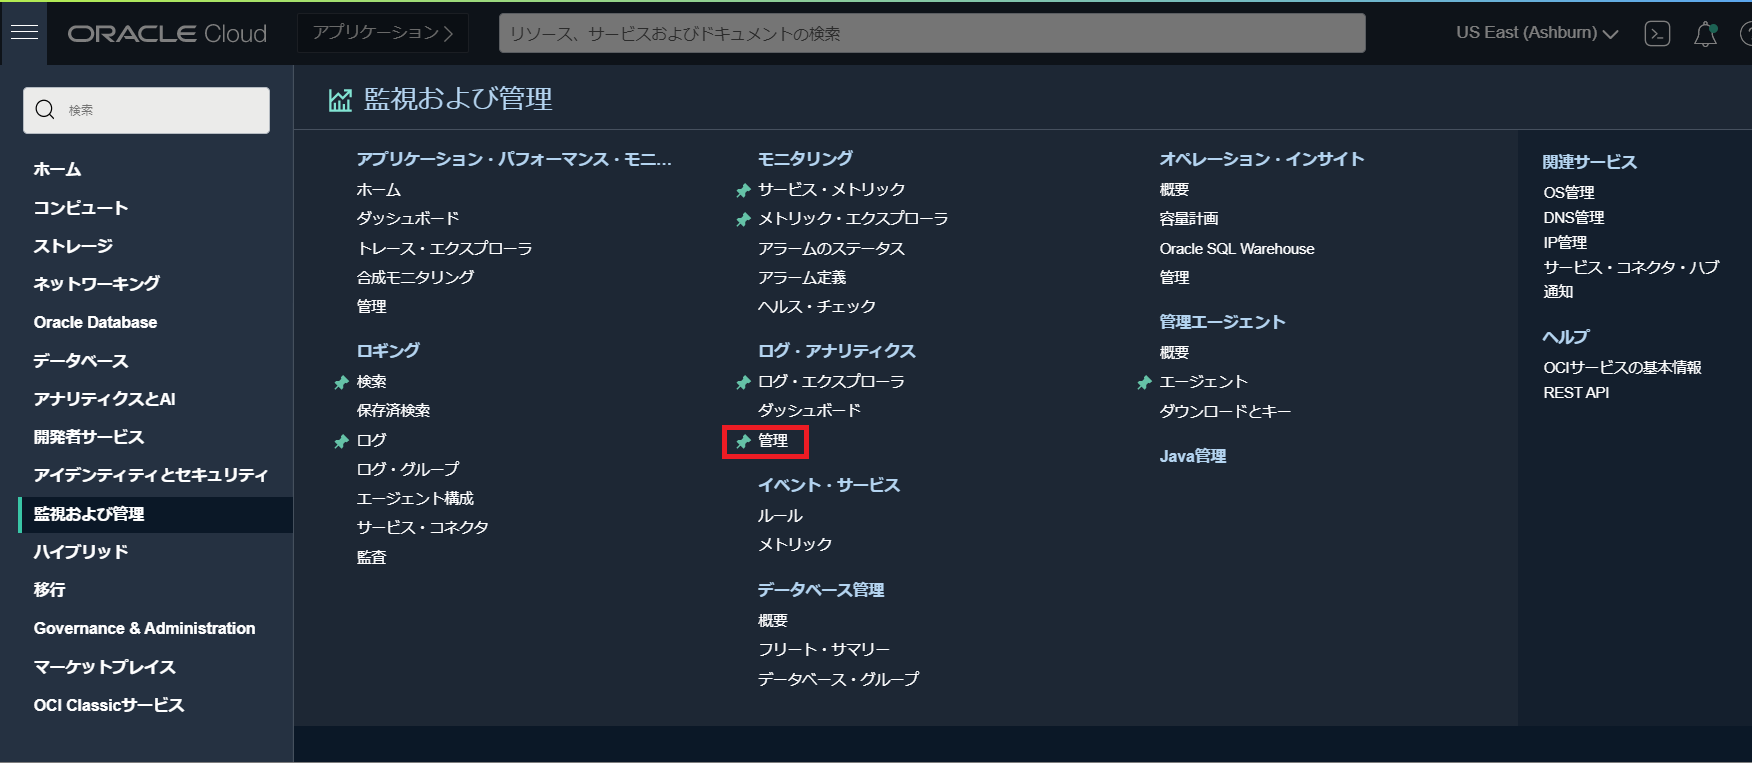 ORACLE Cloud
アプリケーション
リソース、サービスおよびドキュメントの検索
US East (Ashburn)
検索
ホーム
コンピュート
ストレージ
ネットワーキング
Oracle Database
データベース
アナリティクスとAI
開発者サービス
アイデンティティとセキュリティ
監視および管理
ハイブリッド
移行
Governance & Administration
マーケットプレイス
OCI Classicサービス
監視および管理
アプリケーション・パフォーマンス・モニ...
ホーム
ダッシュボード
トレース・エクスプローラ
合成モニタリング
管理
ロギング
検索
保存済検索
ログ
ログ・グループ
エージェント構成
サービス・コネクタ
監査
モニタリング
サービス・メトリック
メトリック・エクスプローラ
アラームのステータス
アラーム定義
ヘルス・チェック
ログ・アナリティクス
ログ・エクスプローラ
ダッシュボード
管理
イベント・サービス
ルール
メトリック
データベース管理
概要
フリート・サマリー
データベース・グループ
オペレーション・インサイト
概要
容量計画
Oracle SQL Warehouse
管理
管理エージェント
概要
エージェント
ダウンロードとキー
Java管理
関連サービス
OS管理
DNS管理
IP管理
サービス・コネクタ・ハブ
通知
ヘルプ
OCIサービスの基本情報
REST API